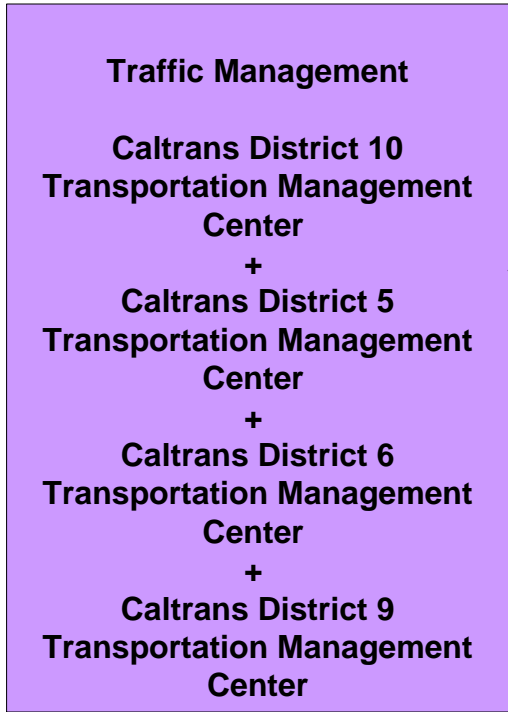 Traffic Management
Caltrans District 10
Transportation Management
Center
+
Caltrans District 5
Transportation Management
Center
+
Caltrans District 6
Transportation Management
Center
+
Caltrans District 9
Transportation Management
Center